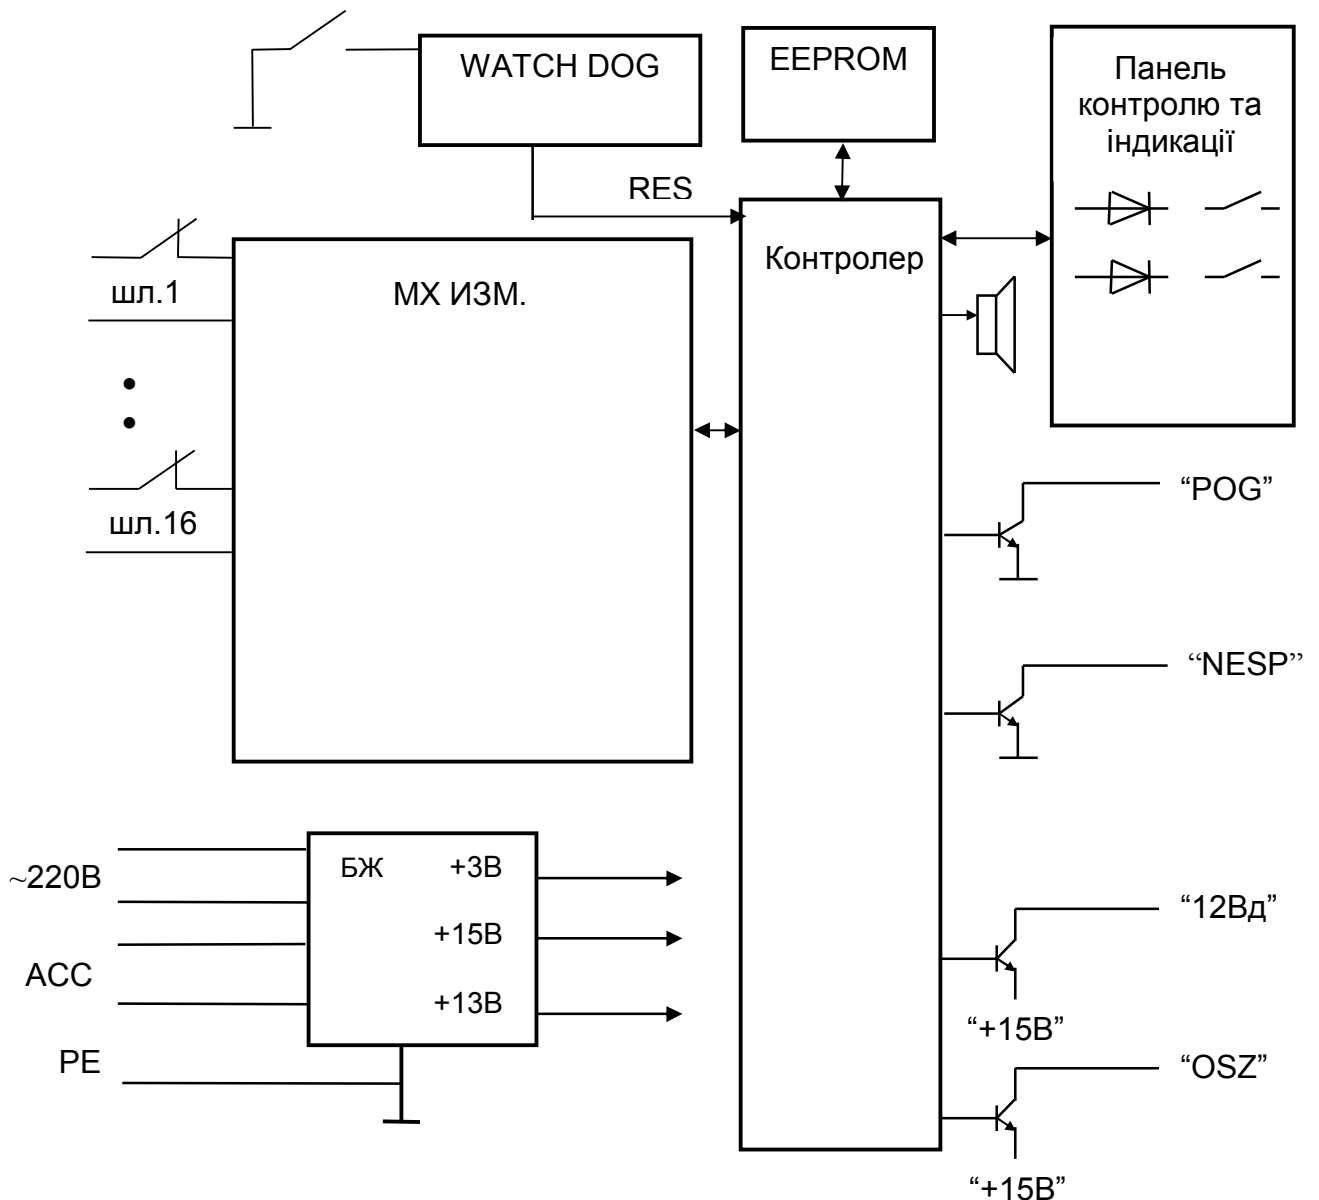 WATCH DOG
EEPROM
Панель
контролю та
індикації
RES
Контролер
шл.1
МХ ИЗМ.
шл.16
“POG”
“NESP”
~220В
БЖ
+3В
+15В
+13В
АСС
РЕ
“12Вд”
“+15В”
“OSZ”
“+15В”